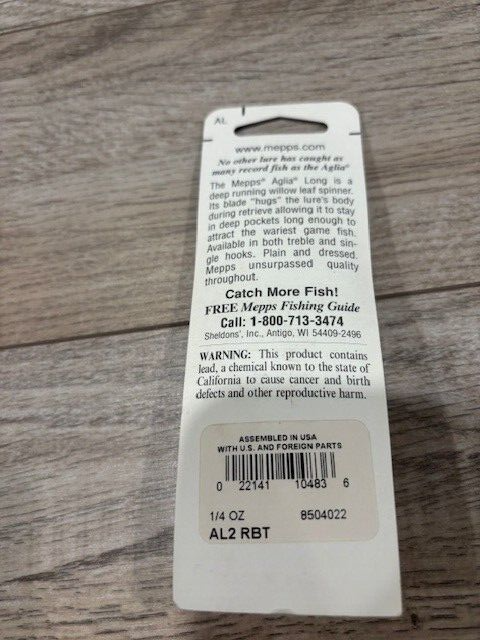 AL
www.mepps.com
No other lure has caught as
many record fish as the Aglia®
The Mepps® Aglia® Long is a
deep running willow leaf spinner.
Its blade "hugs" the lure's body
during retrieve allowing it to stay
in deep pockets long enough to
attract the wariest game fish.
Available in both treble and sin-
gle hooks. Plain and dressed.
Mepps unsurpassed quality
throughout.
Catch More Fish!
FREE Mepps Fishing Guide
Call: 1-800-713-3474
Sheldons', Inc., Antigo, WI 54409-2496
WARNING: This product contains
lead, a chemical known to the state of
California to cause cancer and birth
defects and other reproductive harm.
ASSEMBLED IN USA
WITH U.S. AND FOREIGN PARTS
0 22141 10483 6
1/4 OZ 8504022
AL2 RBT